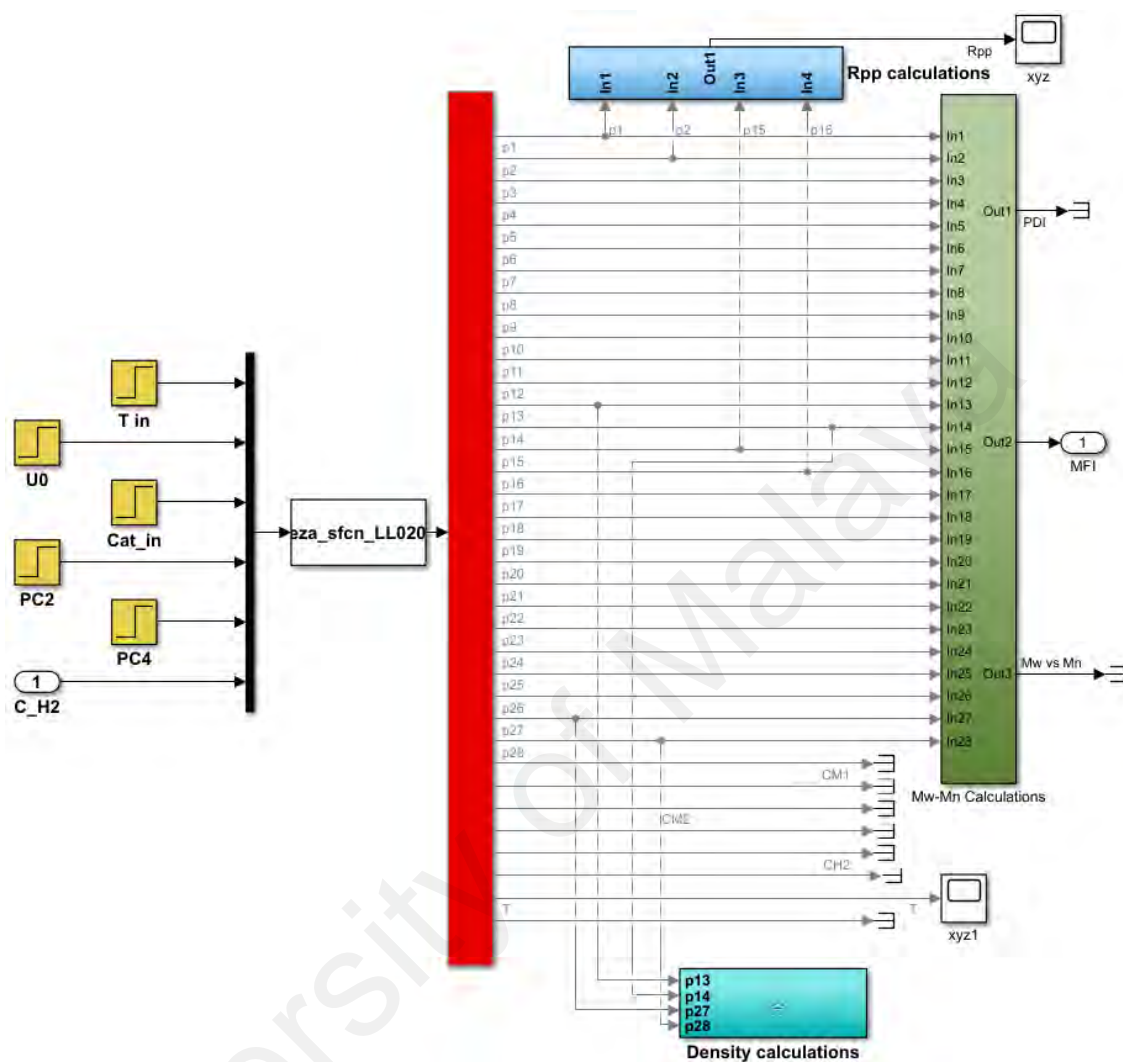 Rpp
xyz
Out1
In1
In2
In3
In4
Rpp calculations
p1
p2
p15
p16
p1
p2
p3
p4
p5
p6
p7
p8
p9
p10
p11
p12
p13
p14
p15
p16
p17
p18
p19
p20
p21
p22
p23
p24
p25
p26
p27
p28
In1
In2
In3
In4
In5
In6
In7
In8
In9
In10
In11
In12
In13
In14
In15
In16
In17
In18
In19
In20
In21
In22
In23
In24
In25
In26
In27
In28
Out1
PDI
Out2
1
MFI
Out3
Mw vs Mn
Mw-Mn Calculations
T in
U0
Cat_in
PC2
PC4
1
C_H2
eza_sfcn_LL020
CM1
CM2
CH2
T
T
xyz1
p13
p14
p27
p28
Density calculations
ersity of Malaya